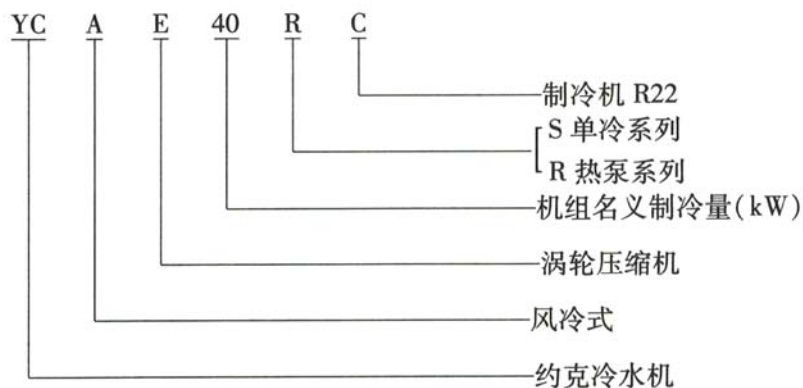 YC A E 40 R C
制冷机 R22
S 单冷系列
R 热泵系列
机组名义制冷量(kW)
涡轮压缩机
风冷式
约克冷水机